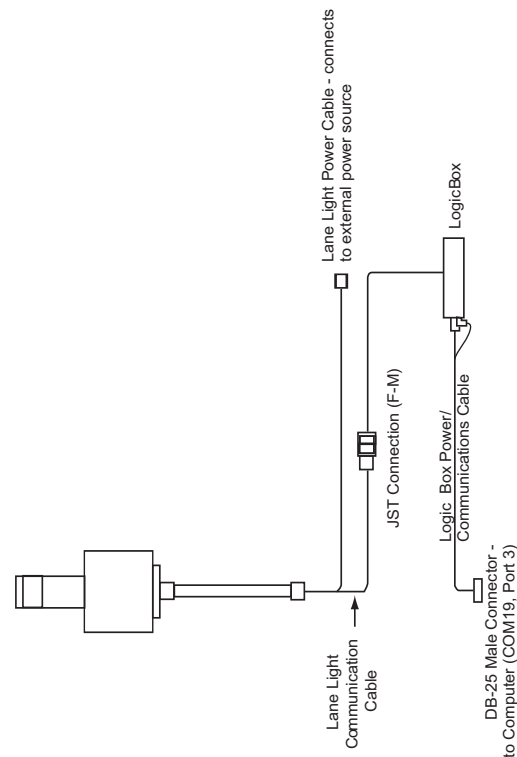 Lane Light Power Cable - connects
to external power source
LogicBox
JST Connection (F-M)
Logic Box Power/
Communications Cable
Lane Light
Communication
Cable
DB-25 Male Connector -
to Computer (COM19, Port 3)